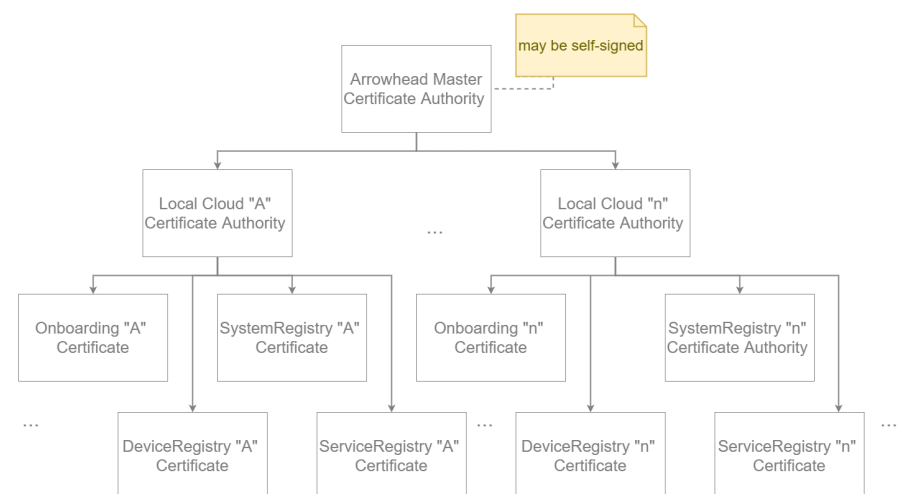 may be self-signed
Arrowhead Master
Certificate Authority
Local Cloud "A"
Certificate Authority
...
Local Cloud "n"
Certificate Authority
Onboarding "A"
Certificate
SystemRegistry "A"
Certificate
Onboarding "n"
Certificate
SystemRegistry "n"
Certificate Authority
...
DeviceRegistry "A"
Certificate
ServiceRegistry "A"
Certificate
...
DeviceRegistry "n"
Certificate
ServiceRegistry "n"
Certificate
...